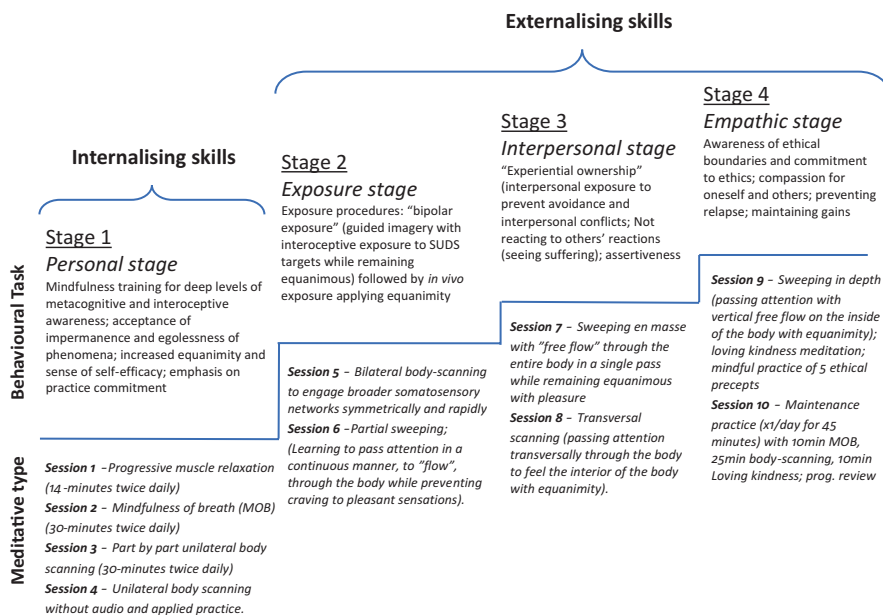 Externalising skills
Internalising skills
Behavioural Task
Meditative type
Stage 1
Personal stage
Mindfulness training for deep levels of
metacognitive and interoceptive
awareness; acceptance of
impermanence and egolessness of
phenomena; increased equanimity and
sense of self-efficacy; emphasis on
practice commitment
Session 1 –Progressive muscle relaxation
(14-minutes twice daily)
Session 2 – Mindfulness of breath (MOB)
(30-minutes twice daily)
Session 3 – Part by part unilateral body
scanning (30-minutes twice daily)
Session 4 – Unilateral body scanning
without audio and applied practice.
Stage 2
Exposure stage
Exposure procedures: “bipolar
exposure” (guided imagery with
interoceptive exposure to SUDS
targets while remaining
equanimous) followed by in vivo
exposure applying equanimity
Session 5 – Bilateral body-scanning
to engage broader somatosensory
networks symmetrically and rapidly
Session 6 –Partial sweeping;
(Learning to pass attention in a
continuous manner, to "flow",
through the body while preventing
craving to pleasant sensations).
Stage 3
Interpersonal stage
“Experiential ownership”
(interpersonal exposure to
prevent avoidance and
interpersonal conflicts; Not
reacting to others’ reactions
(seeing suffering); assertiveness
Session 7 – Sweeping en masse
with "free flow" through the
entire body in a single pass
while remaining equanimous
with pleasure
Session 8 – Transversal
scanning (passing attention
transversally through the body
to feel the interior of the body
with equanimity).
Stage 4
Empathic stage
Awareness of ethical
boundaries and commitment
to ethics; compassion for
oneself and others; preventing
relapse; maintaining gains
Session 9 – Sweeping in depth
(passing attention with
vertical free flow on the inside
of the body with equanimity);
loving kindness meditation;
mindful practice of 5 ethical
precepts
Session 10 – Maintenance
practice (x1/day for 45
minutes) with 10min MOB,
25min body-scanning, 10min
Loving kindness; prog. review